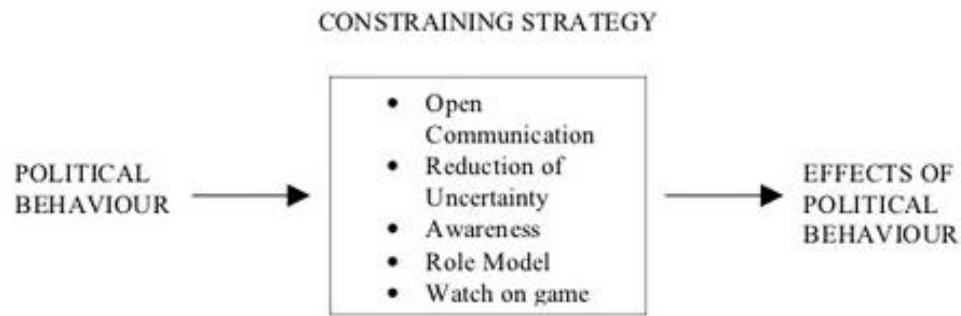 CONSTRAINING STRATEGY
POLITICAL
BEHAVIOUR
• Open
Communication
• Reduction of
Uncertainty
• Awareness
• Role Model
• Watch on game
EFFECTS OF
POLITICAL
BEHAVIOUR